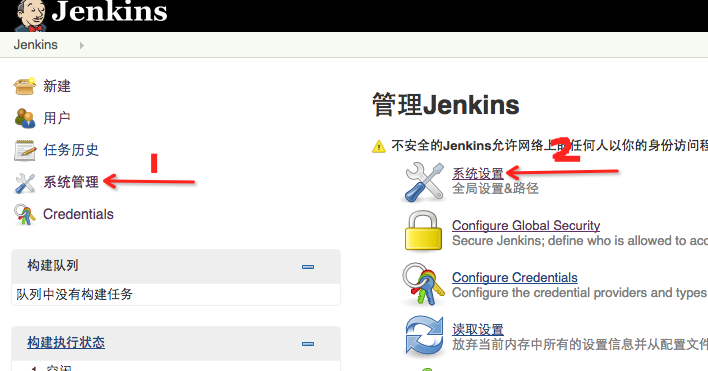 Jenkins
Jenkins
新建
用户
任务历史
系统管理
Credentials
构建队列
队列中没有构建任务
构建执行状态
1. 空闲
1
管理Jenkins
不安全的Jenkins允许网络上的任何人以你的身份访问程
2
系统设置
全局设置&路径
Configure Global Security
Secure Jenkins; define who is allowed to acc
Configure Credentials
Configure the credential providers and types
读取设置
放弃当前内存中所有的设置信息并从配置文件